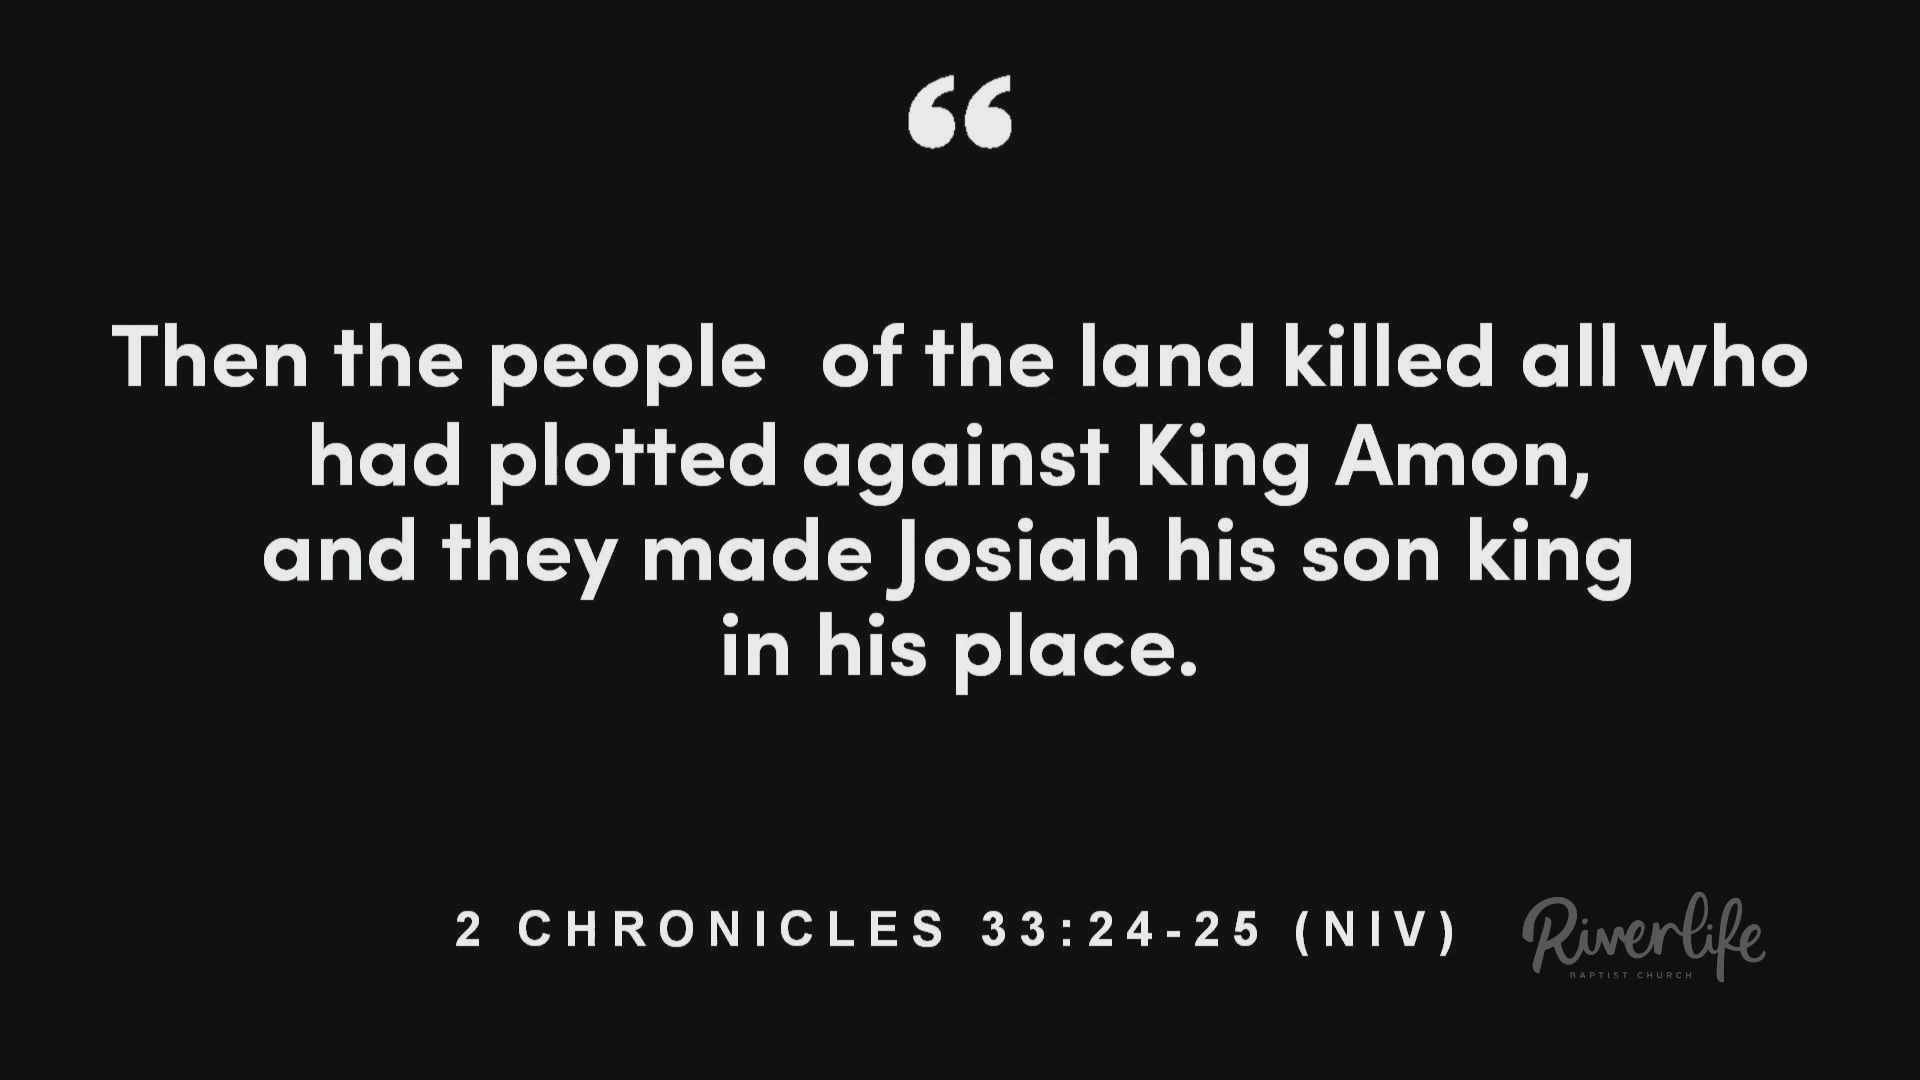 “
Then the people of the land killed all who
had plotted against King Amon,
and they made Josiah his son king
in his place.
2 CHRONICLES 33:24-25 (NIV)
Riverlife
BAPTIST CHURCH